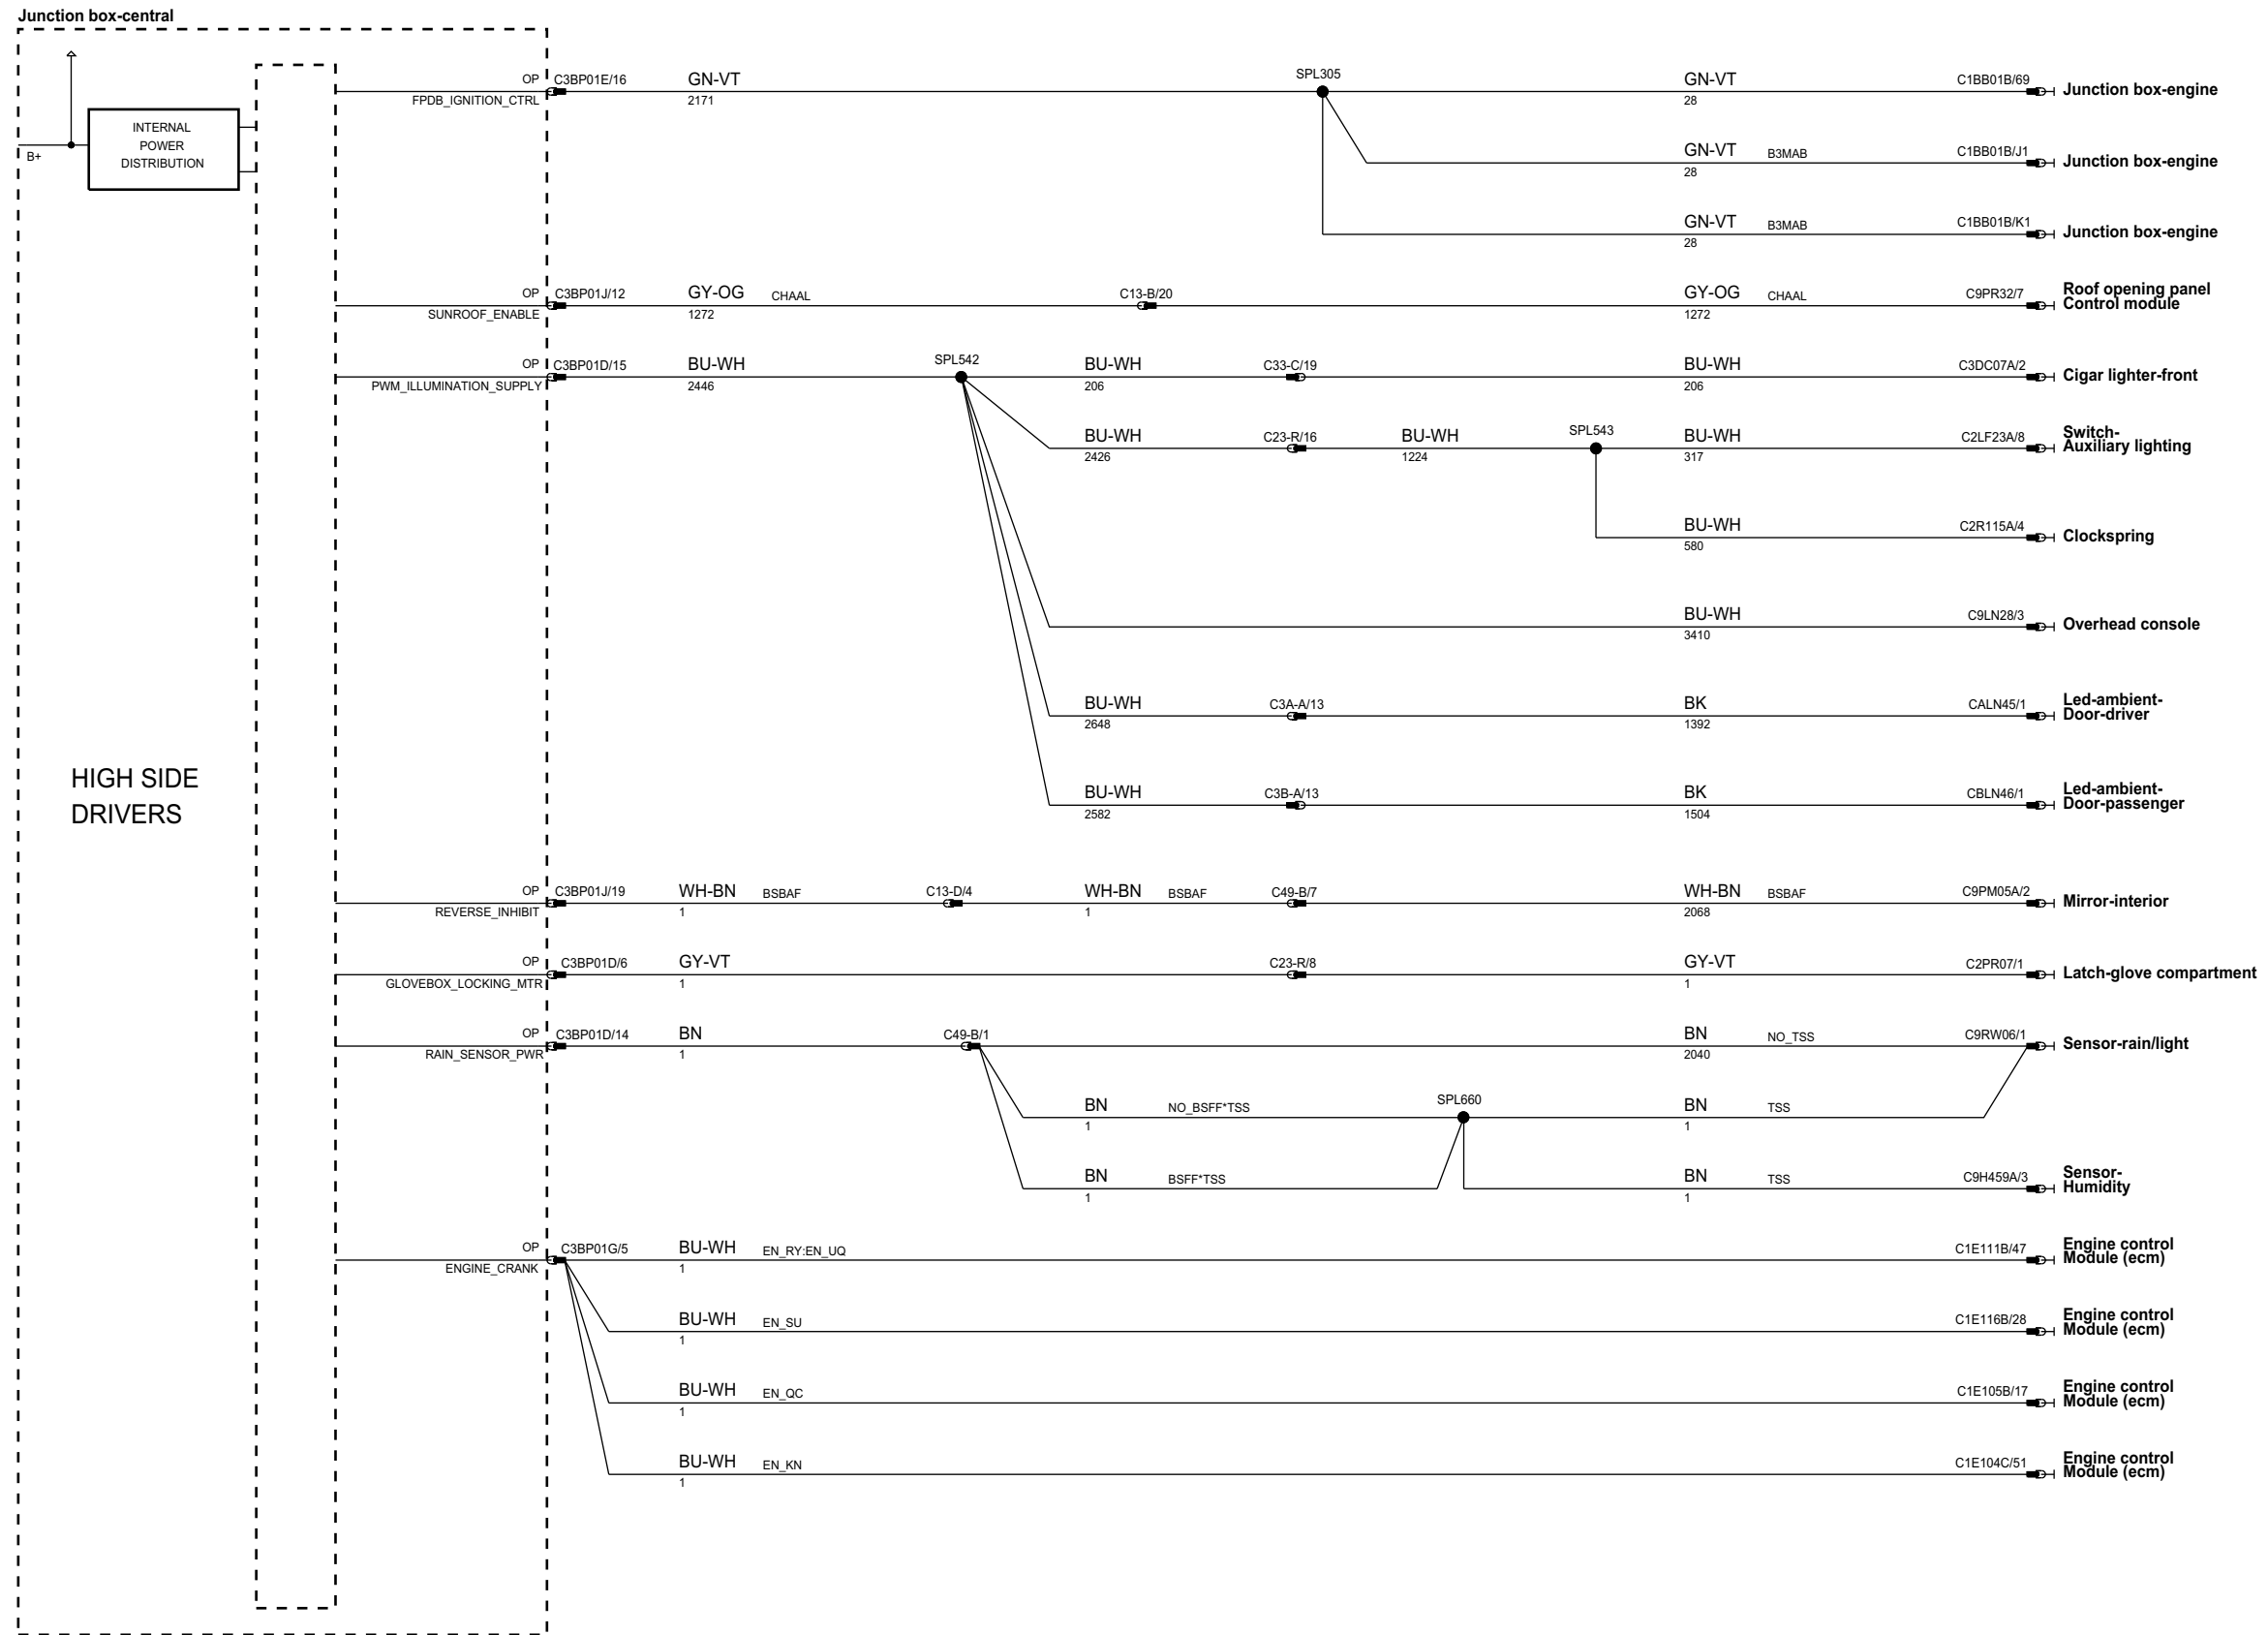 Junction box-central
B+
INTERNAL
POWER
DISTRIBUTION
HIGH SIDE
DRIVERS
OP C3BP01E/16 GN-VT SPL305 GN-VT C1BB01B/69 Junction box-engine
FPDB_IGNITION_CTRL 2171 28
GN-VT B3MAB C1BB01B/J1 Junction box-engine
28
GN-VT B3MAB C1BB01B/K1 Junction box-engine
28
OP C3BP01J/12 GY-OG CHAAL C13-B/20 GY-OG CHAAL C9PR32/7 Roof opening panel
Control module
SUNROOF_ENABLE 1272 1272
OP C3BP01D/15 BU-WH SPL542 BU-WH C33-C/19 BU-WH C3DC07A/2 Cigar lighter-front
PWM_ILLUMINATION_SUPPLY 2446 206 206
BU-WH C23-R/16 BU-WH SPL543 BU-WH C2LF23A/8 Switch-
Auxiliary lighting
2426 1224 317
BU-WH C2R115A/4 Clockspring
580
BU-WH C9LN28/3 Overhead console
3410
BU-WH C3A-A/13 BK CALN45/1 Led-ambient-
Door-driver
2648 1392
BU-WH C3B-A/13 BK CBLN46/1 Led-ambient-
Door-passenger
2582 1504
OP C3BP01J/19 WH-BN BSBAF C13-D/4 WH-BN BSBAF C49-B/7 WH-BN BSBAF C9PM05A/2 Mirror-interior
REVERSE_INHIBIT 1 1 2068
OP C3BP01D/6 GY-VT C23-R/8 GY-VT C2PR07/1 Latch-glove compartment
GLOVEBOX_LOCKING_MTR 1 1
OP C3BP01D/14 BN C49-B/1 BN NO_TSS C9RW06/1 Sensor-rain/light
RAIN_SENSOR_PWR 1 2040
BN NO_BSFF*TSS SPL660 BN TSS
1 1
BN BSFF*TSS BN TSS C9H459A/3 Sensor-
Humidity
1 1
OP C3BP01G/5 BU-WH EN_RY:EN_UQ C1E111B/47 Engine control
Module (ecm)
ENGINE_CRANK 1
BU-WH EN_SU C1E116B/28 Engine control
Module (ecm)
1
BU-WH EN_QC C1E105B/17 Engine control
Module (ecm)
1
BU-WH EN_KN C1E104C/51 Engine control
Module (ecm)
1